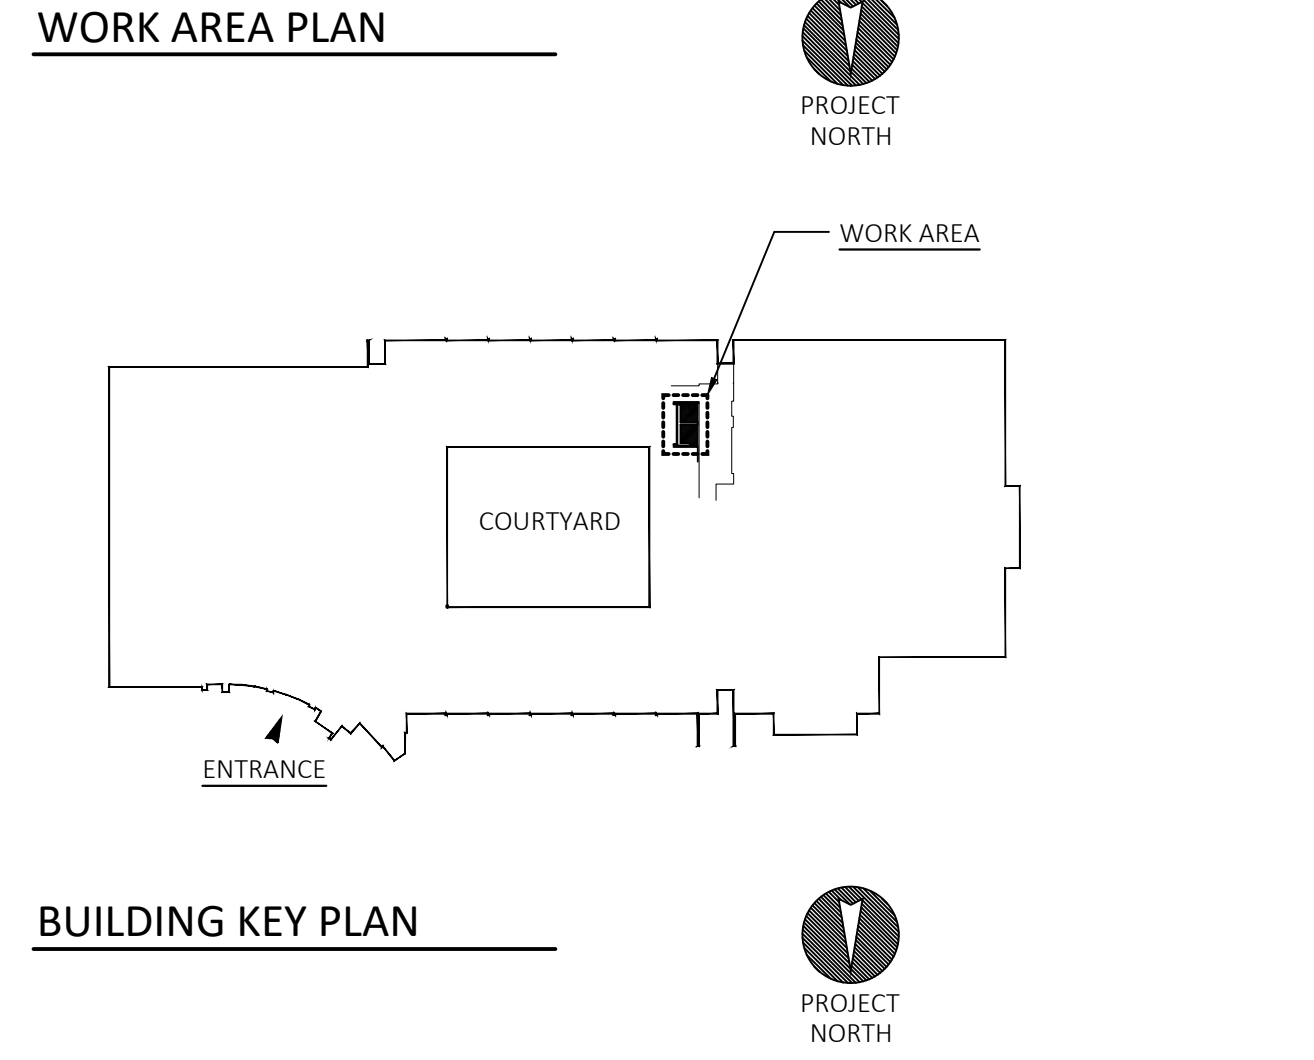 WORK AREA PLAN
PROJECT
NORTH
WORK AREA
COURTYARD
ENTRANCE
BUILDING KEY PLAN
PROJECT
NORTH